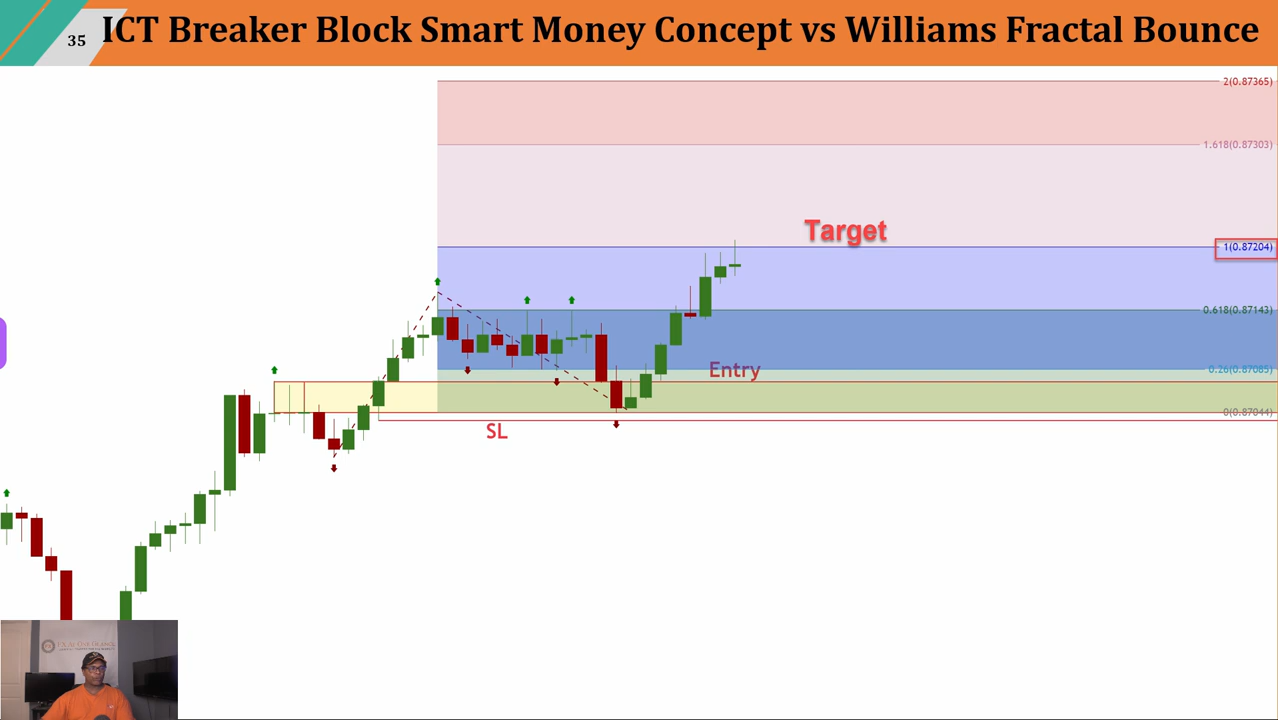 35
ICT Breaker Block Smart Money Concept vs Williams Fractal Bounce
2(0.87365)
1.618(0.87303)
Target
1(0.87204)
0.618(0.87143)
Entry
0.26(0.87085)
0(0.87044)
SL